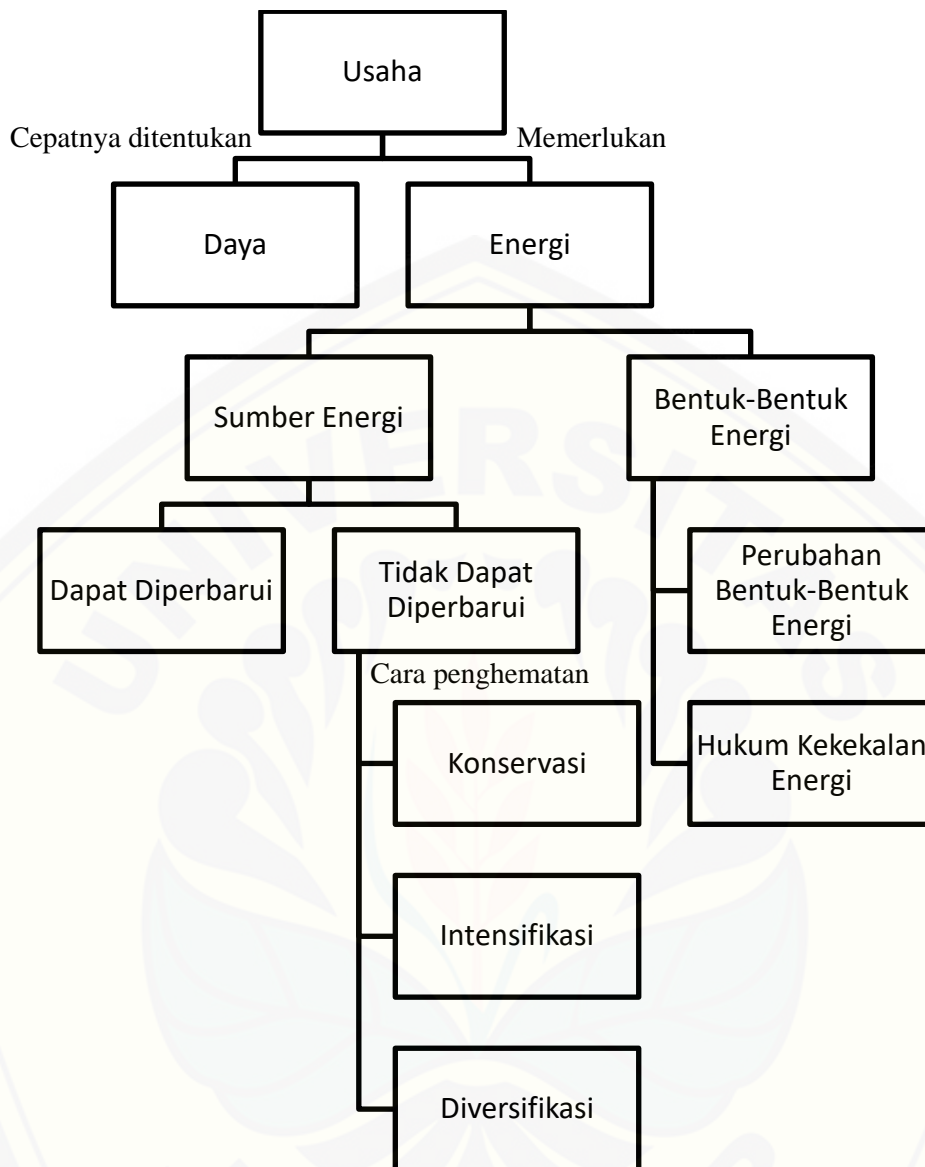 Usaha
Cepatnya ditentukan
Memerlukan
Daya
Energi
Sumber Energi
Bentuk-Bentuk
Energi
Dapat Diperbarui
Tidak Dapat
Diperbarui
Perubahan
Bentuk-Bentuk
Energi
Cara penghematan
Konservasi
Hukum Kekekalan
Energi
Intensifikasi
Diversifikasi
UNIVERSITAS